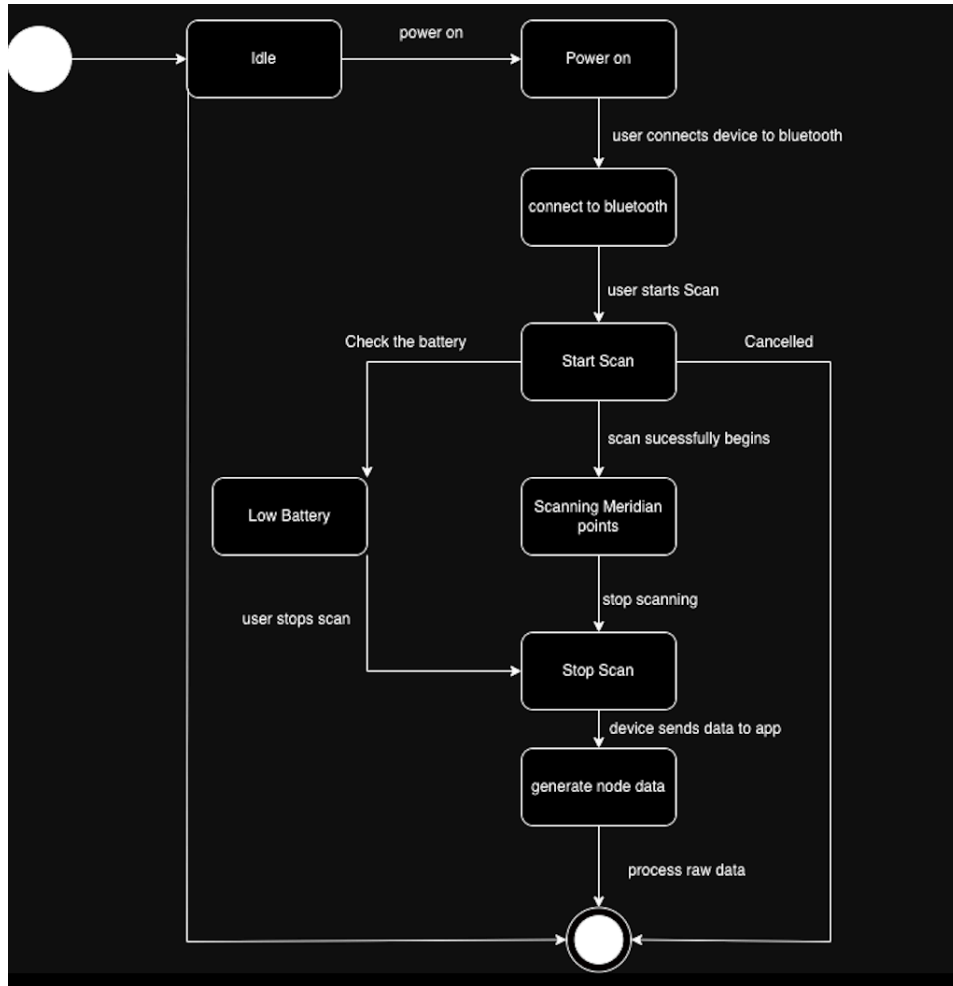 power on
Idle
Power on
user connects device to bluetooth
connect to bluetooth
user starts Scan
Check the battery
Cancelled
Start Scan
scan sucessfully begins
Low Battery
Scanning Meridian
points
stop scanning
user stops scan
Stop Scan
device sends data to app
generate node data
process raw data